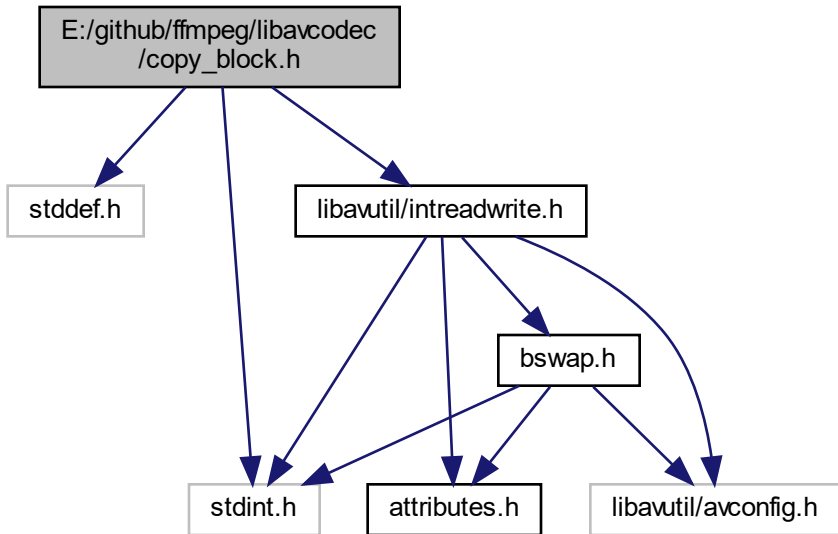 E:/github/ffmpeg/libavcodec
/copy_block.h
stddef.h
libavutil/intreadwrite.h
bswap.h
stdint.h
attributes.h
libavutil/avconfig.h